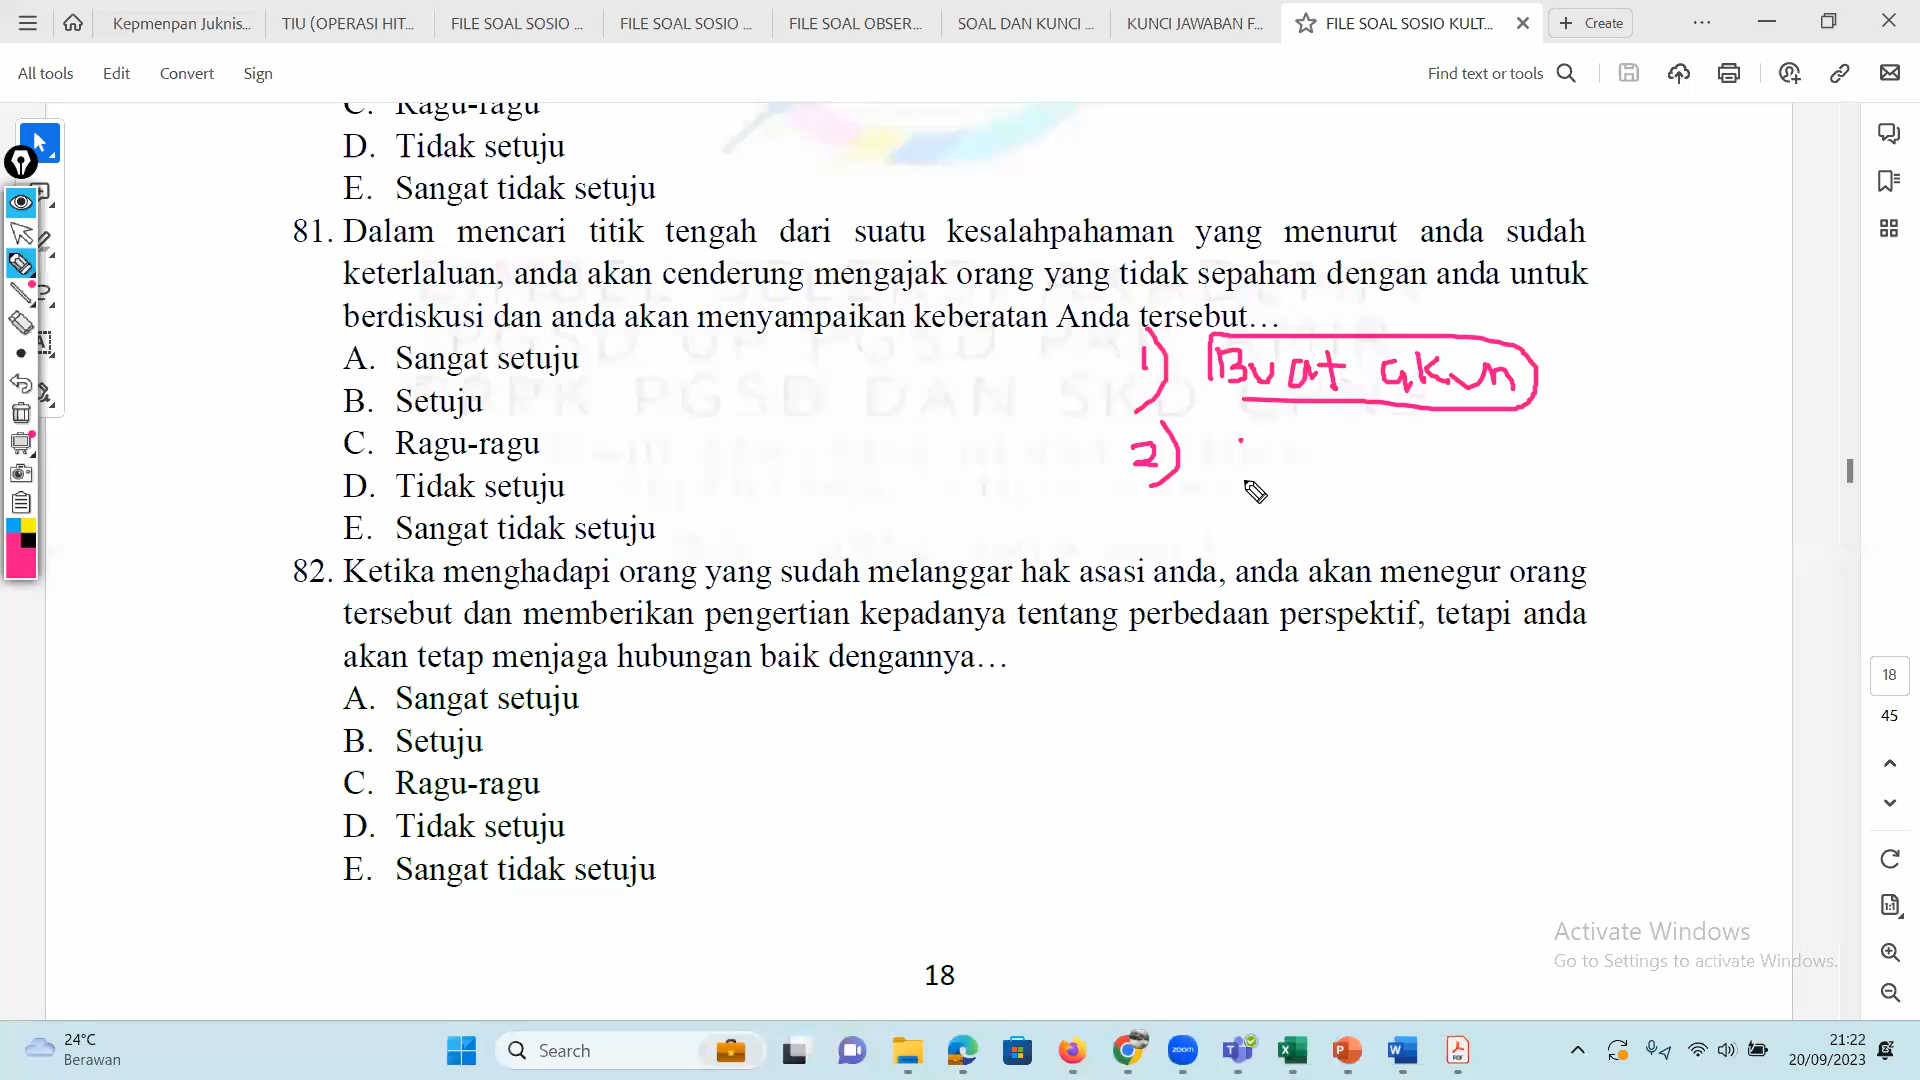 Kepmenpan Juknis...
TIU (OPERASI HIT...
FILE SOAL SOSIO ...
FILE SOAL SOSIO ...
FILE SOAL OBSER...
SOAL DAN KUNCI ...
KUNCI JAWABAN F...
FILE SOAL SOSIO KULT...
Create
All tools
Edit
Convert
Sign
Find text or tools
C. Ragu-ragu
D. Tidak setuju
E. Sangat tidak setuju
81. Dalam mencari titik tengah dari suatu kesalahpahaman yang menurut anda sudah
keterlaluan, anda akan cenderung mengajak orang yang tidak sepaham dengan anda untuk
berdiskusi dan anda akan menyampaikan keberatan Anda tersebut…
A. Sangat setuju
1) Buat akun
B. Setuju
C. Ragu-ragu
2)
D. Tidak setuju
E. Sangat tidak setuju
82. Ketika menghadapi orang yang sudah melanggar hak asasi anda, anda akan menegur orang
tersebut dan memberikan pengertian kepadanya tentang perbedaan perspektif, tetapi anda
akan tetap menjaga hubungan baik dengannya…
A. Sangat setuju
B. Setuju
C. Ragu-ragu
D. Tidak setuju
E. Sangat tidak setuju
18
18
45
1:1
Activate Windows
Go to Settings to activate Windows.
24°C
Berawan
Search
zoom
21:22
20/09/2023